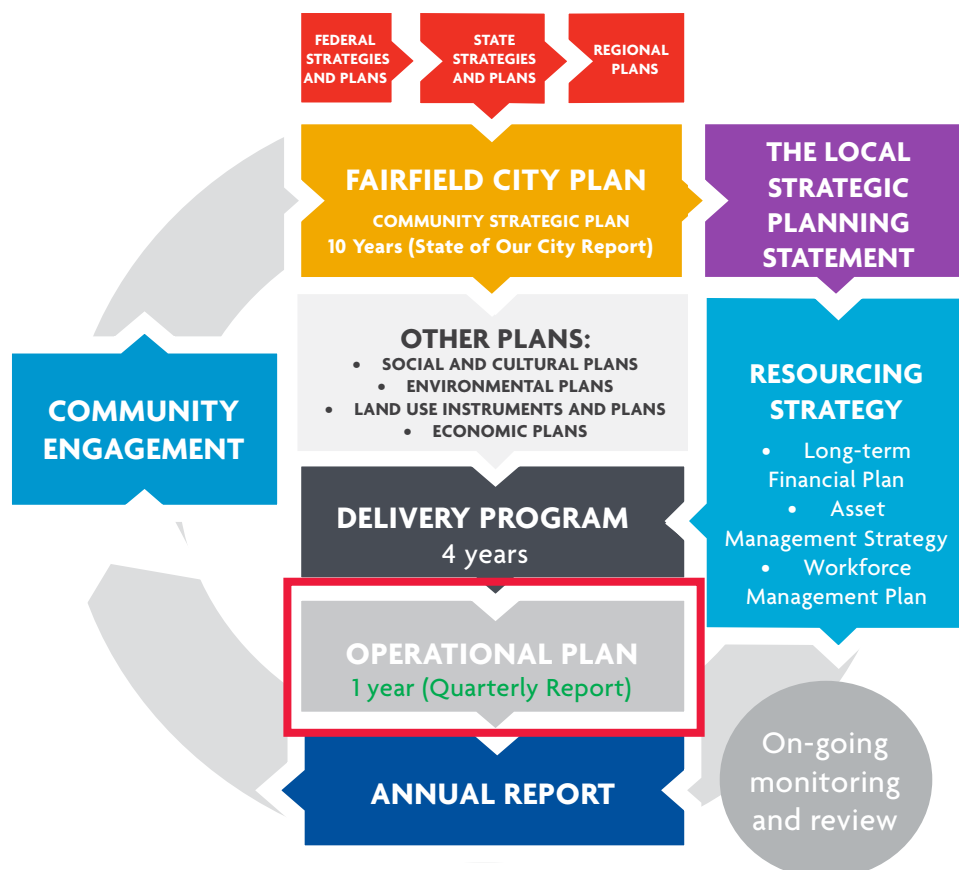 FEDERAL
STRATEGIES
AND PLANS
STATE
STRATEGIES
AND PLANS
REGIONAL
PLANS
FAIRFIELD CITY PLAN
COMMUNITY STRATEGIC PLAN
10 Years (State of Our City Report)
THE LOCAL
STRATEGIC
PLANNING
STATEMENT
OTHER PLANS:
• SOCIAL AND CULTURAL PLANS
• ENVIRONMENTAL PLANS
• LAND USE INSTRUMENTS AND PLANS
• ECONOMIC PLANS
RESOURCING
STRATEGY
• Long-term
Financial Plan
• Asset
Management Strategy
• Workforce
Management Plan
COMMUNITY
ENGAGEMENT
DELIVERY PROGRAM
4 years
OPERATIONAL PLAN
1 year (Quarterly Report)
ANNUAL REPORT
On-going
monitoring
and review